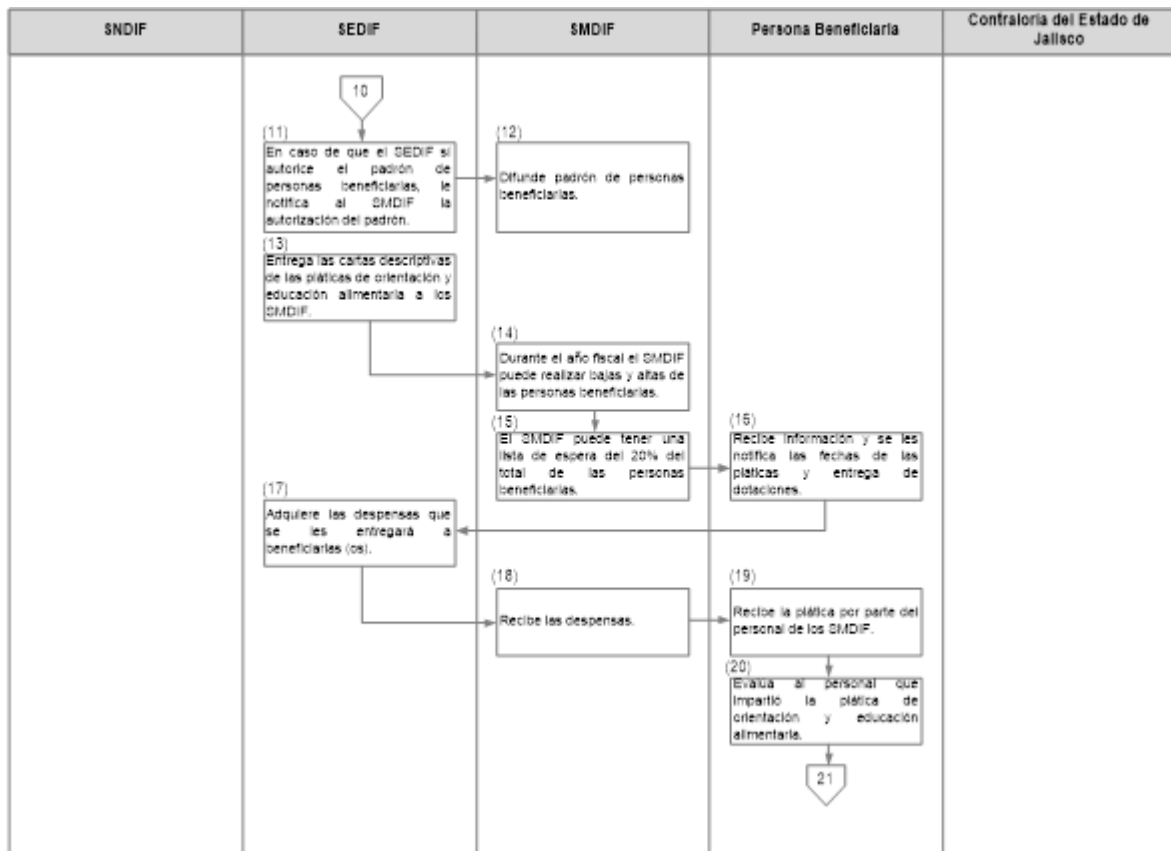 SNDIF
SEDIF
SMDIF
Persona Beneficiaria
Contraloria del Estado de
Jalisco
10
(11)
En caso de que el SEDIF sí
autorice el padrón de
personas beneficiarias, le
notifica al SMDIF la
autorización del padrón.
(12)
Difunde padrón de personas
beneficiarias.
(13)
Entrega las cartas descriptivas
de las pláticas de orientación y
educación alimentaria a los
SMDIF.
(14)
Durante el año fiscal el SMDIF
puede realizar bajas y altas de
las personas beneficiarias.
(15)
El SMDIF puede tener una
lista de espera del 20% del
total de las personas
beneficiarias.
(16)
Recibe información y se les
notifica las fechas de las
pláticas y entrega de
dotaciones.
(17)
Adquiere las despensas que
se les entregará a
beneficiarias (os).
(18)
Recibe las despensas.
(19)
Recibe la plática por parte del
personal de los SMDIF.
(20)
Evalua al personal que
impartió la plática de
orientación y educación
alimentaria.
21